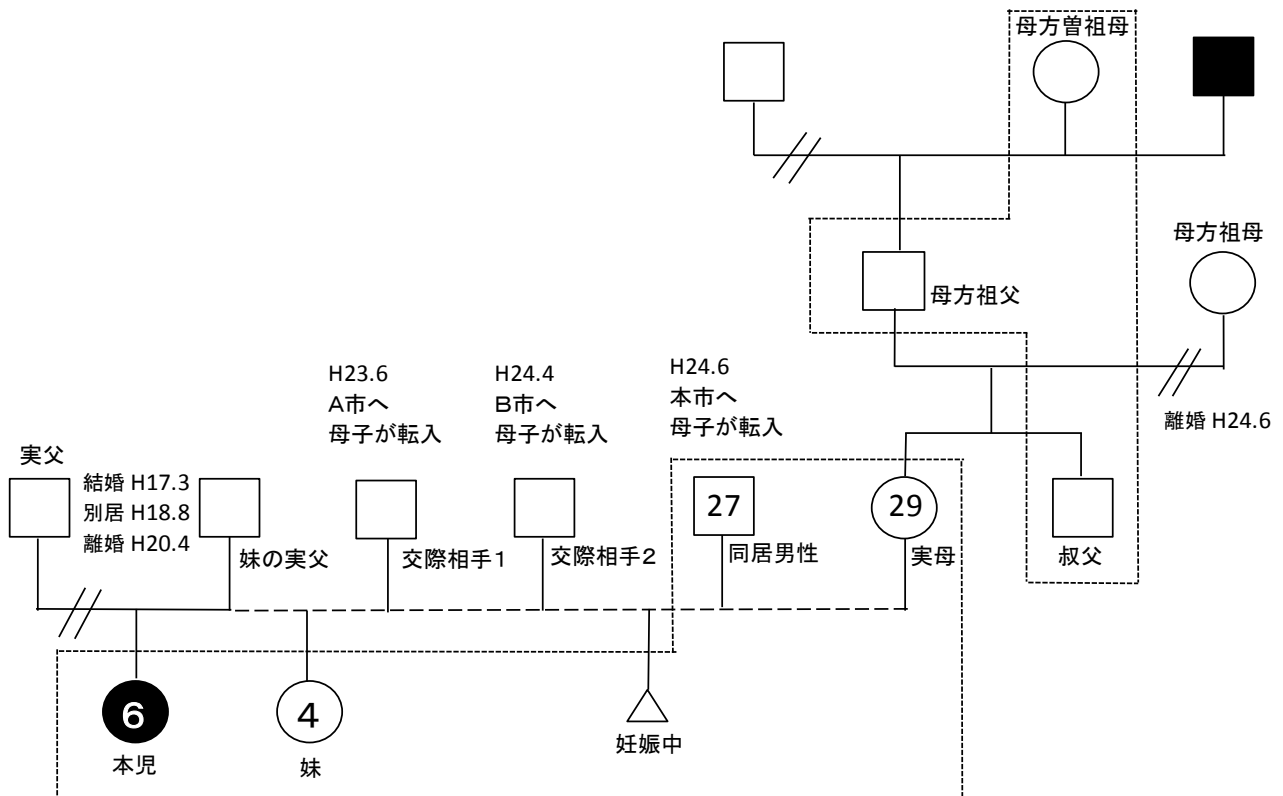 母方曽祖母
母方祖母
母方祖父
H23.6
A市へ
母子が転入
H24.4
B市へ
母子が転入
H24.6
本市へ
母子が転入
離婚 H24.6
実父
結婚 H17.3
別居 H18.8
離婚 H20.4
妹の実父
交際相手1
交際相手2
27
同居男性
29
実母
叔父
6
本児
4
妹
妊娠中